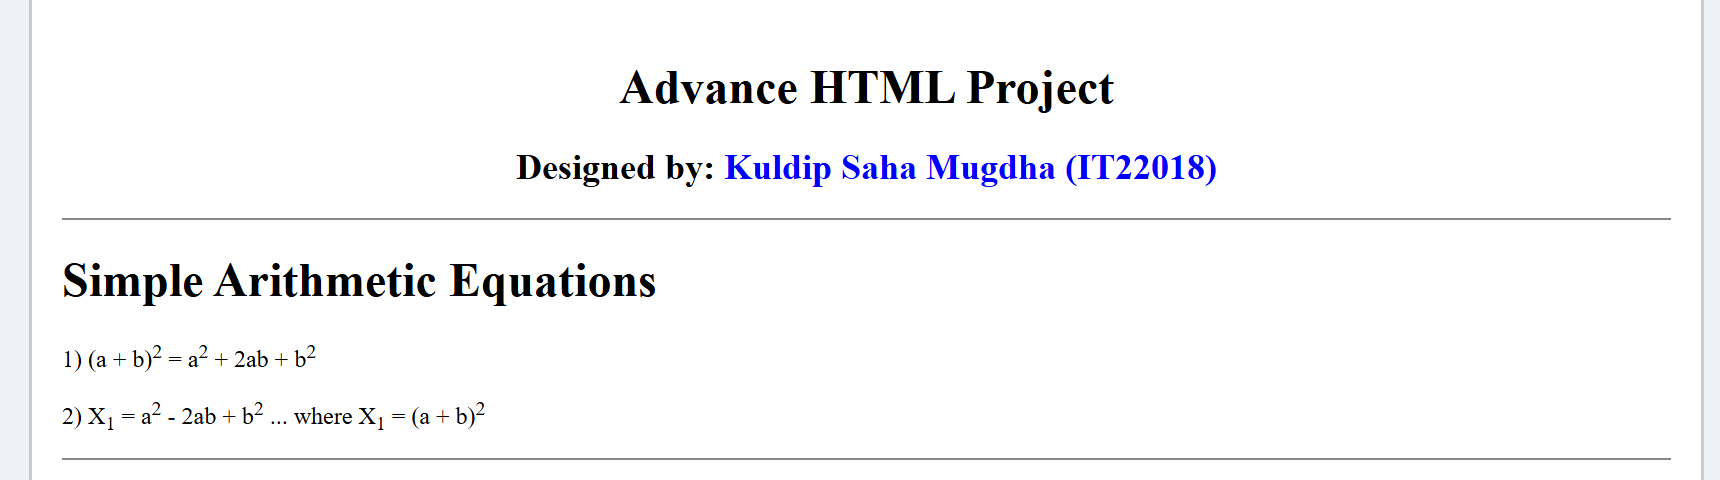 Advance HTML Project
Designed by: Kuldip Saha Mugdha (IT22018)
Simple Arithmetic Equations
1) (a + b)² = a² + 2ab + b²
2) X₁ = a² - 2ab + b² ... where X₁ = (a + b)²